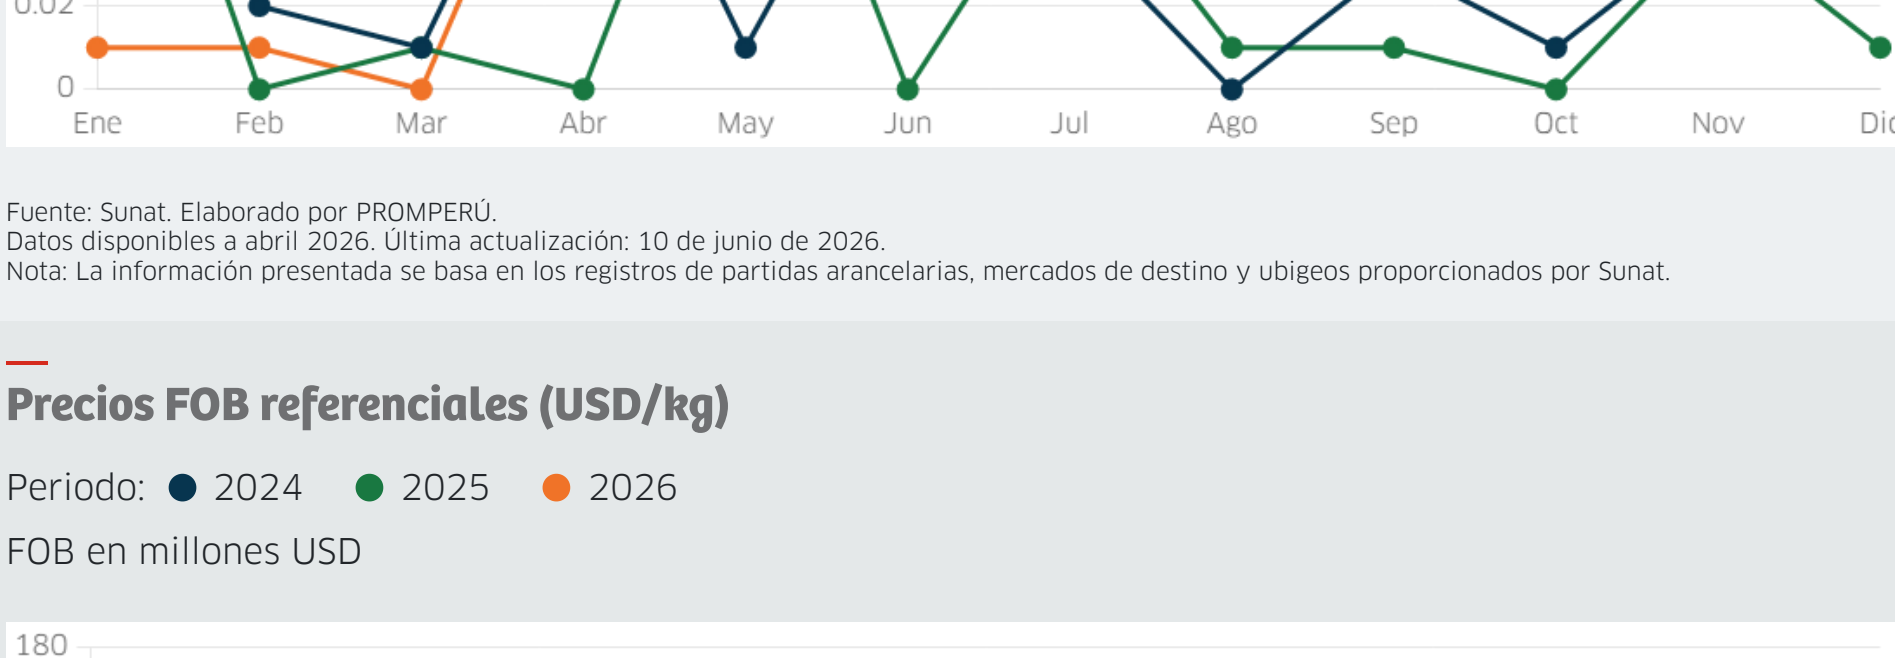 0.02
0
Ene Feb Mar Abr May Jun Jul Ago Sep Oct Nov Dic
Fuente: Sunat. Elaborado por PROMPERÚ.
Datos disponibles a abril 2026. Última actualización: 10 de junio de 2026.
Nota: La información presentada se basa en los registros de partidas arancelarias, mercados de destino y ubigeos proporcionados por Sunat.
Precios FOB referenciales (USD/kg)
Periodo: 2024 2025 2026
FOB en millones USD
180